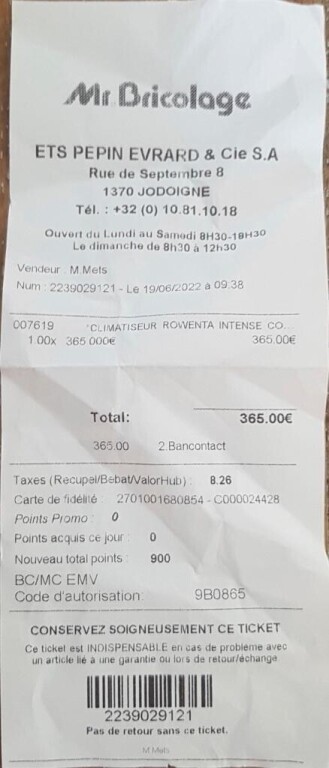 Mr Bricolage
ETS PEPIN EVRARD & Cie S.A
Rue de Septembre 8
1370 JODOIGNE
Tél. : +32 (0) 10.81.10.18
Ouvert du Lundi au Samedi 8H30-18H30
Le dimanche de 8h30 à 12h30
Vendeur : M.Mets
Num : 2239029121 - Le 19/06/2022 à 09:38
007619 *CLIMATISEUR ROWENTA INTENSE CO...
1.00x 365.000€ 365.00€
Total: 365.00€
365.00 2.Bancontact
Taxes (Recupel/Bebat/ValorHub) : 8.26
Carte de fidélité : 2701001680854 - C000024428
Points Promo : 0
Points acquis ce jour : 0
Nouveau total points : 900
BC/MC EMV
Code d'autorisation: 9B0865
CONSERVEZ SOIGNEUSEMENT CE TICKET
Ce ticket est INDISPENSABLE en cas de problème avec
un article lié à une garantie ou lors de retour/échange
2239029121
Pas de retour sans ce ticket.
M.Mets